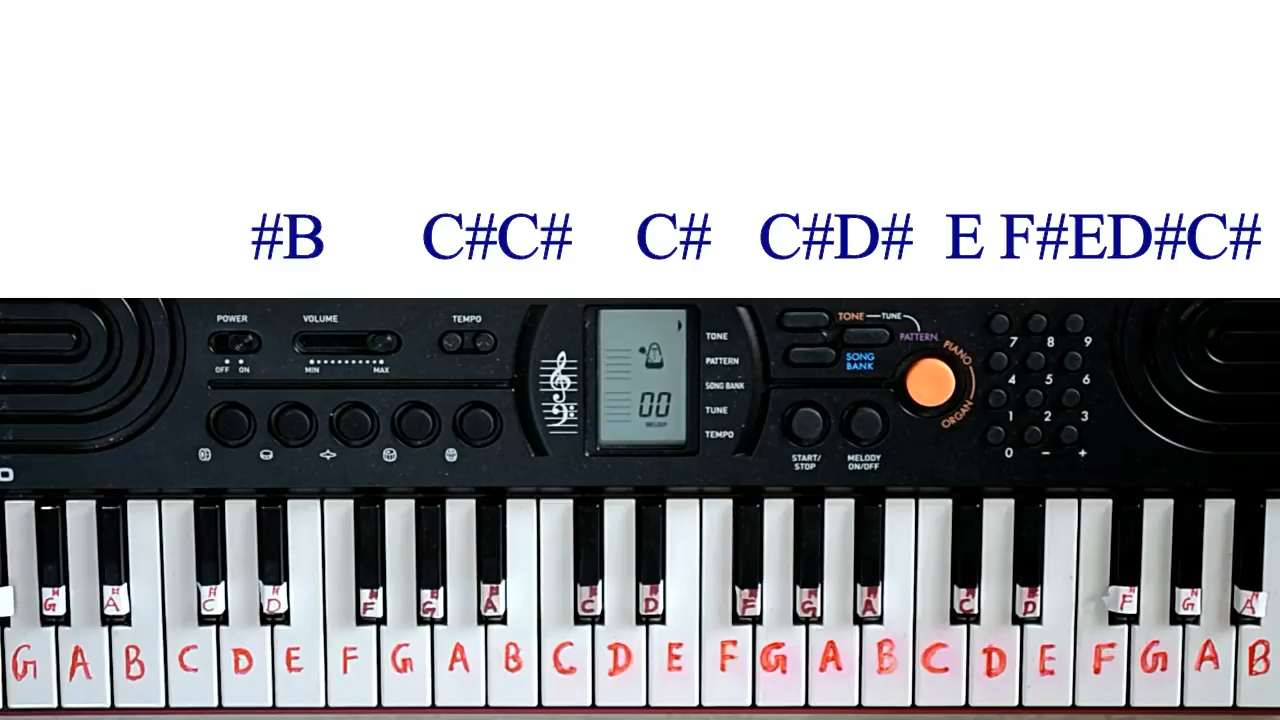 #B C#C# C# C#D# E F#ED#C#
POWER VOLUME TEMPO
OFF ON MIN MAX
TONE
PATTERN
SONG BANK
TUNE
TEMPO
00
MELODY
TONE TUNE
PATTERN
SONG
BANK
PIANO
ORGAN
START/
STOP
MELODY
ON/OFF
7 8 9
4 5 6
1 2 3
0 − +
O
G# A# C# D# F# G# A# C# D# F# G# A# C# D# F# G# A#
G A B C D E F G A B C D E F G A B C D E F G A B